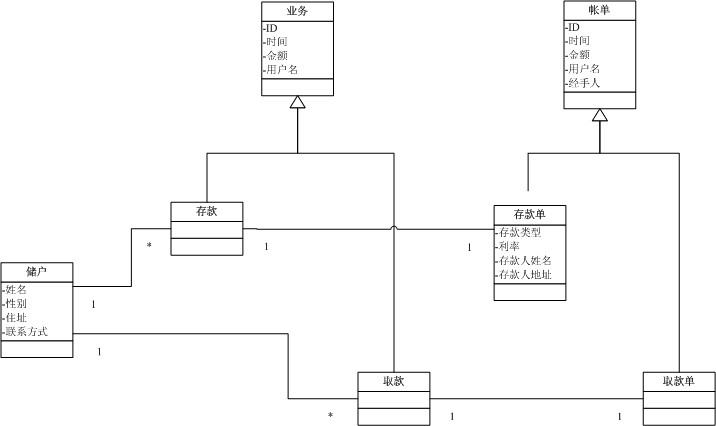 业务
-ID
-时间
-金额
-用户名
帐单
-ID
-时间
-金额
-用户名
-经手人
存款
*
1
1
存款单
-存款类型
-利率
-存款人姓名
-存款人地址
储户
-姓名
-性别
-住址
-联系方式
1
1
取款
*
1
1
取款单